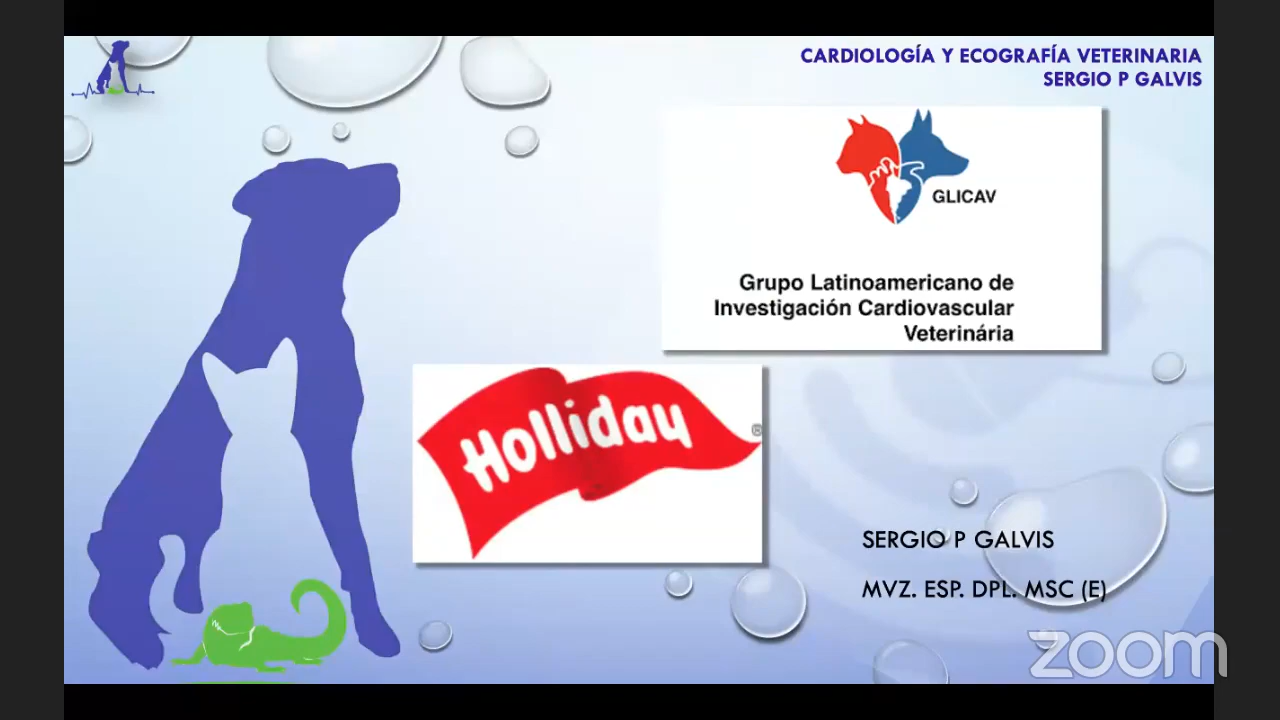 CARDIOLOGÍA Y ECOGRAFÍA VETERINARIA
SERGIO P GALVIS
GLICAV
Grupo Latinoamericano de
Investigación Cardiovascular
Veterinária
Holliday
®
SERGIO P GALVIS
MVZ. ESP. DPL. MSC (E)
zoom